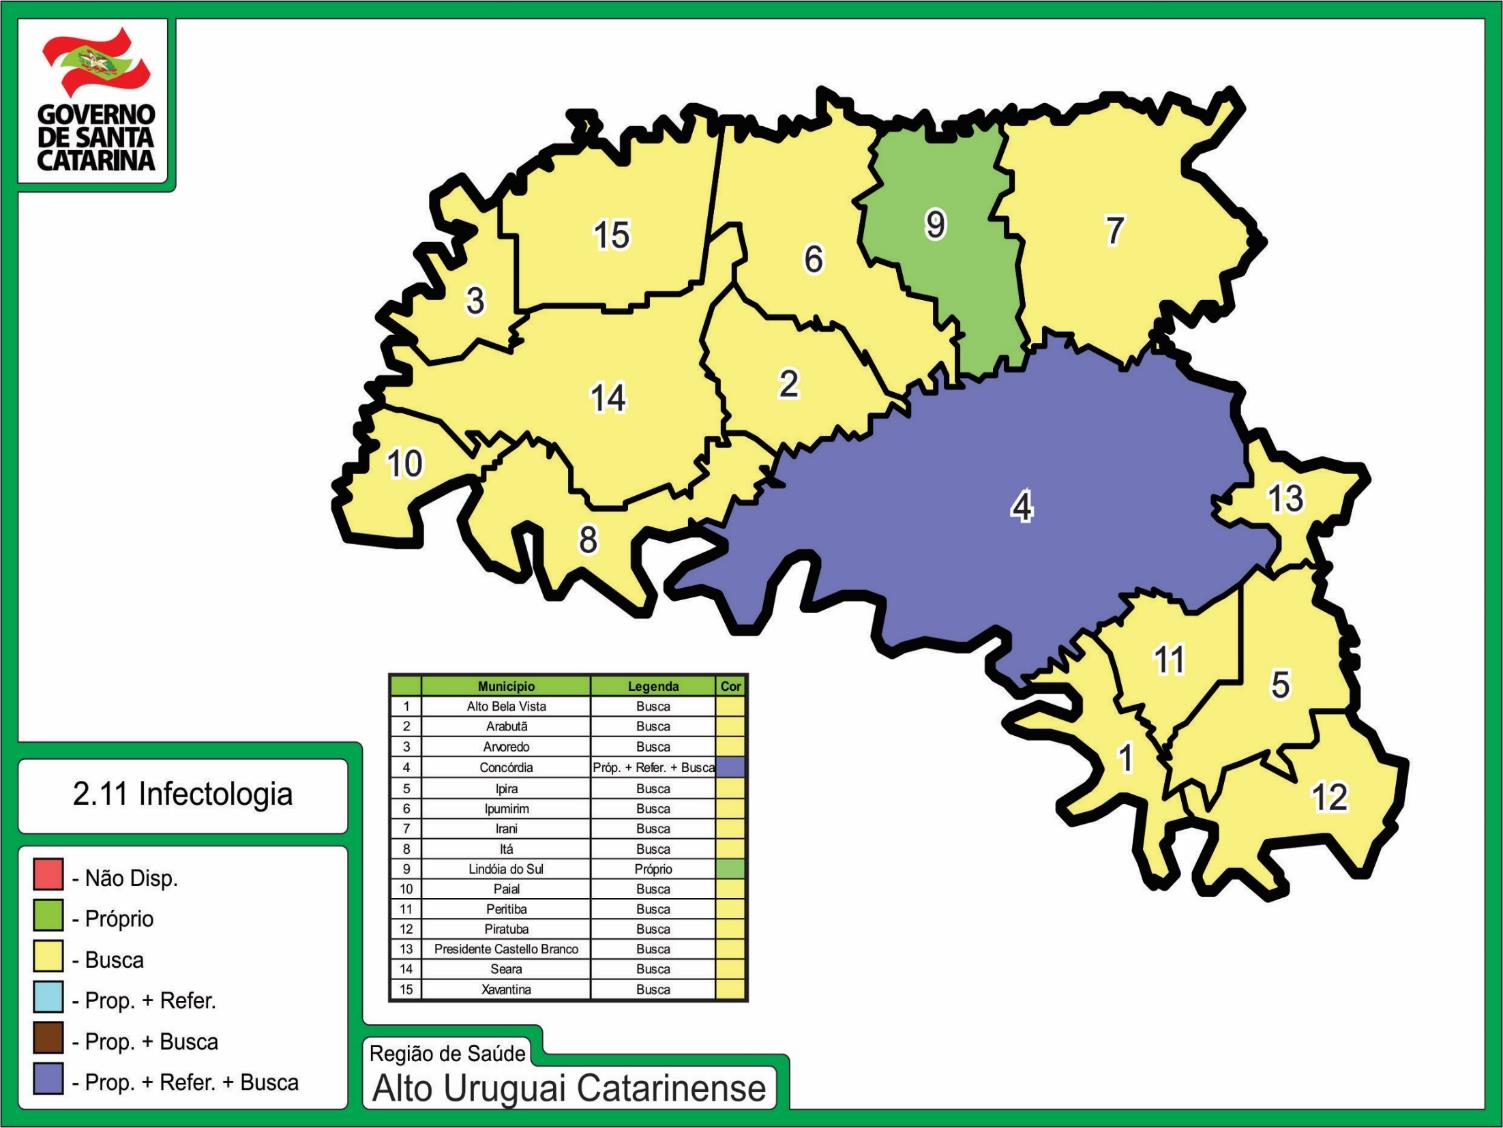 GOVERNO
DE SANTA
CATARINA
15
9
7
6
3
2
14
10
4
13
8
11
5
1
12
Município Legenda Cor
1 Alto Bela Vista Busca
2 Arabutã Busca
3 Arvoredo Busca
4 Concórdia Próp. + Refer. + Busca
5 Ipira Busca
6 Ipumirim Busca
7 Irani Busca
8 Itá Busca
9 Lindóia do Sul Próprio
10 Paial Busca
11 Peritiba Busca
12 Piratuba Busca
13 Presidente Castello Branco Busca
14 Seara Busca
15 Xavantina Busca
2.11 Infectologia
- Não Disp.
- Próprio
- Busca
- Prop. + Refer.
- Prop. + Busca
- Prop. + Refer. + Busca
Região de Saúde
Alto Uruguai Catarinense